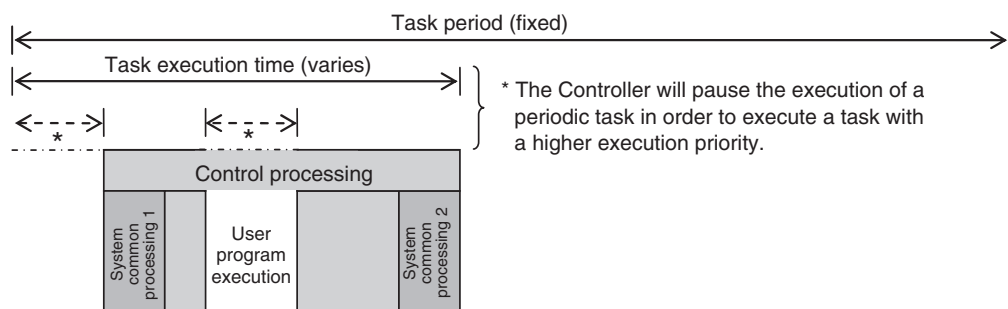 Task period (fixed)
Task execution time (varies)
* The Controller will pause the execution of a
periodic task in order to execute a task with
a higher execution priority.
*
*
Control processing
System
common
processing 1
User
program
execution
System
common
processing 2